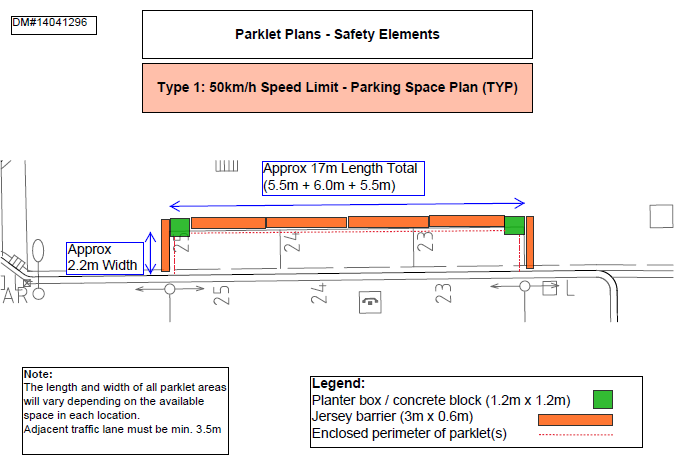 DM#14041296
Parklet Plans - Safety Elements
Type 1: 50km/h Speed Limit - Parking Space Plan (TYP)
Approx 17m Length Total
(5.5m + 6.0m + 5.5m)
Approx
2.2m Width
24
23
AR
25
24
23
L
Note:
The length and width of all parklet areas
will vary depending on the available
space in each location.
Adjacent traffic lane must be min. 3.5m
Legend:
Planter box / concrete block (1.2m x 1.2m)
Jersey barrier (3m x 0.6m)
Enclosed perimeter of parklet(s)